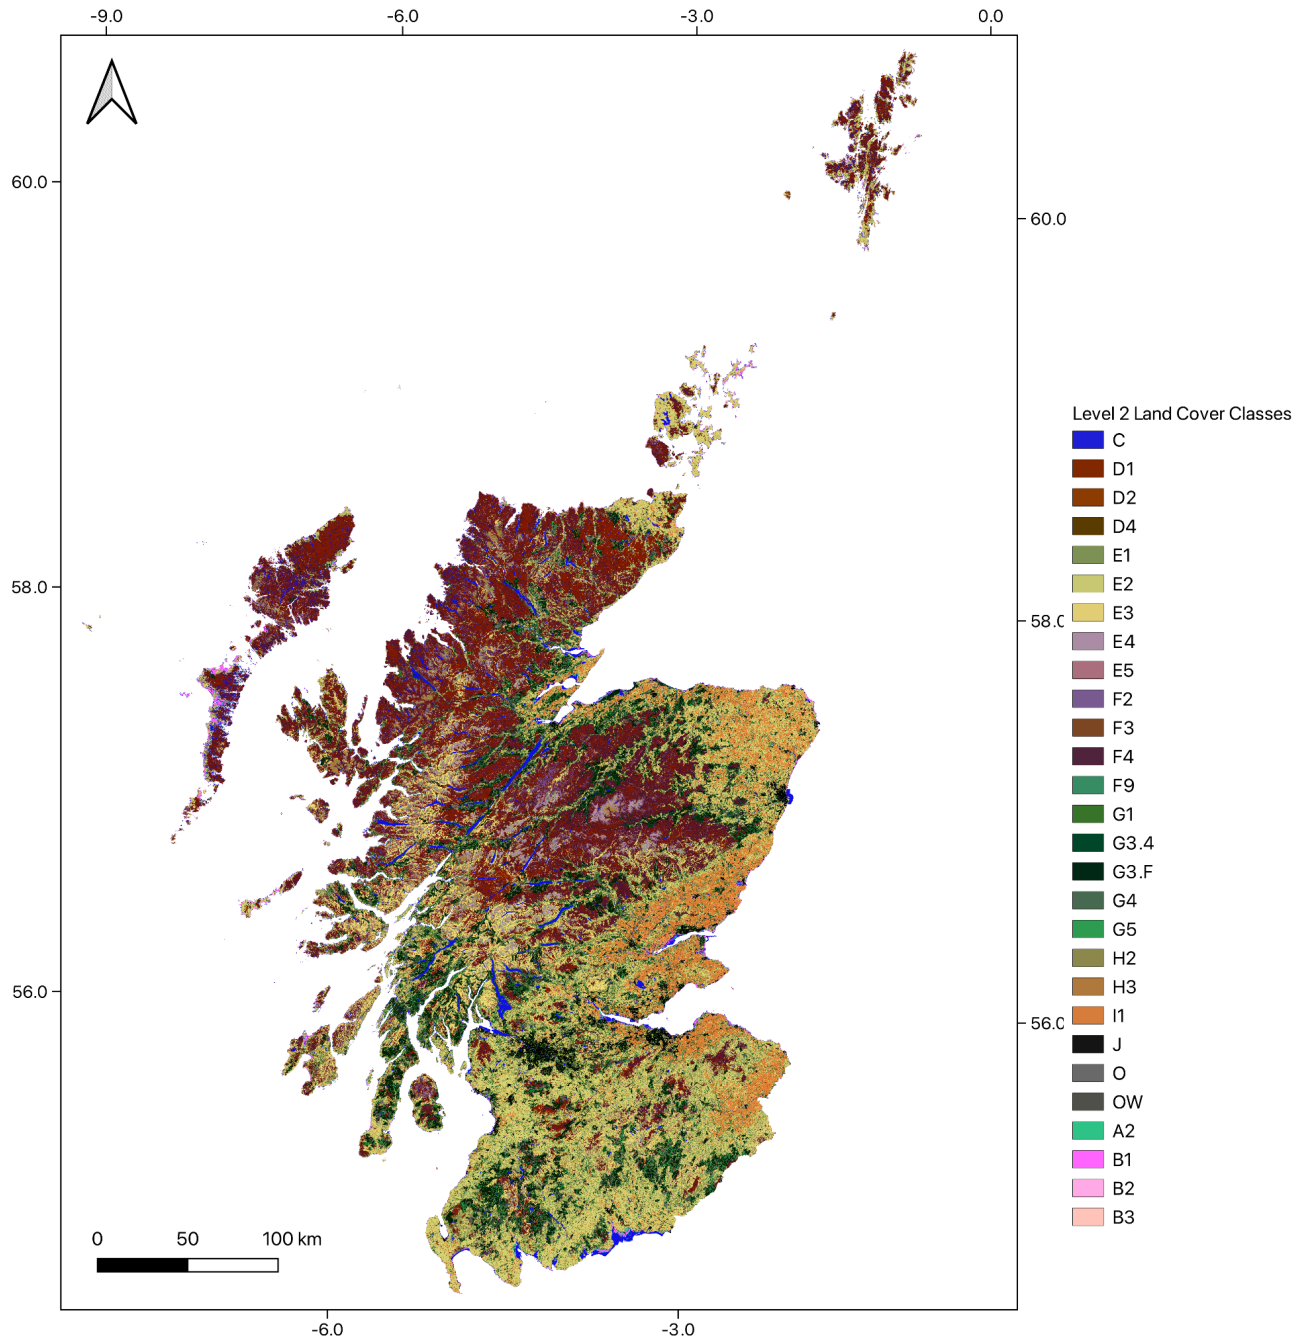 -9.0 -6.0 -3.0 0.0
60.0
60.0
58.0
58.0
56.0
56.0
Level 2 Land Cover Classes
C
D1
D2
D4
E1
E2
E3
E4
E5
F2
F3
F4
F9
G1
G3.4
G3.F
G4
G5
H2
H3
I1
J
O
OW
A2
B1
B2
B3
0 50 100 km
-6.0 -3.0